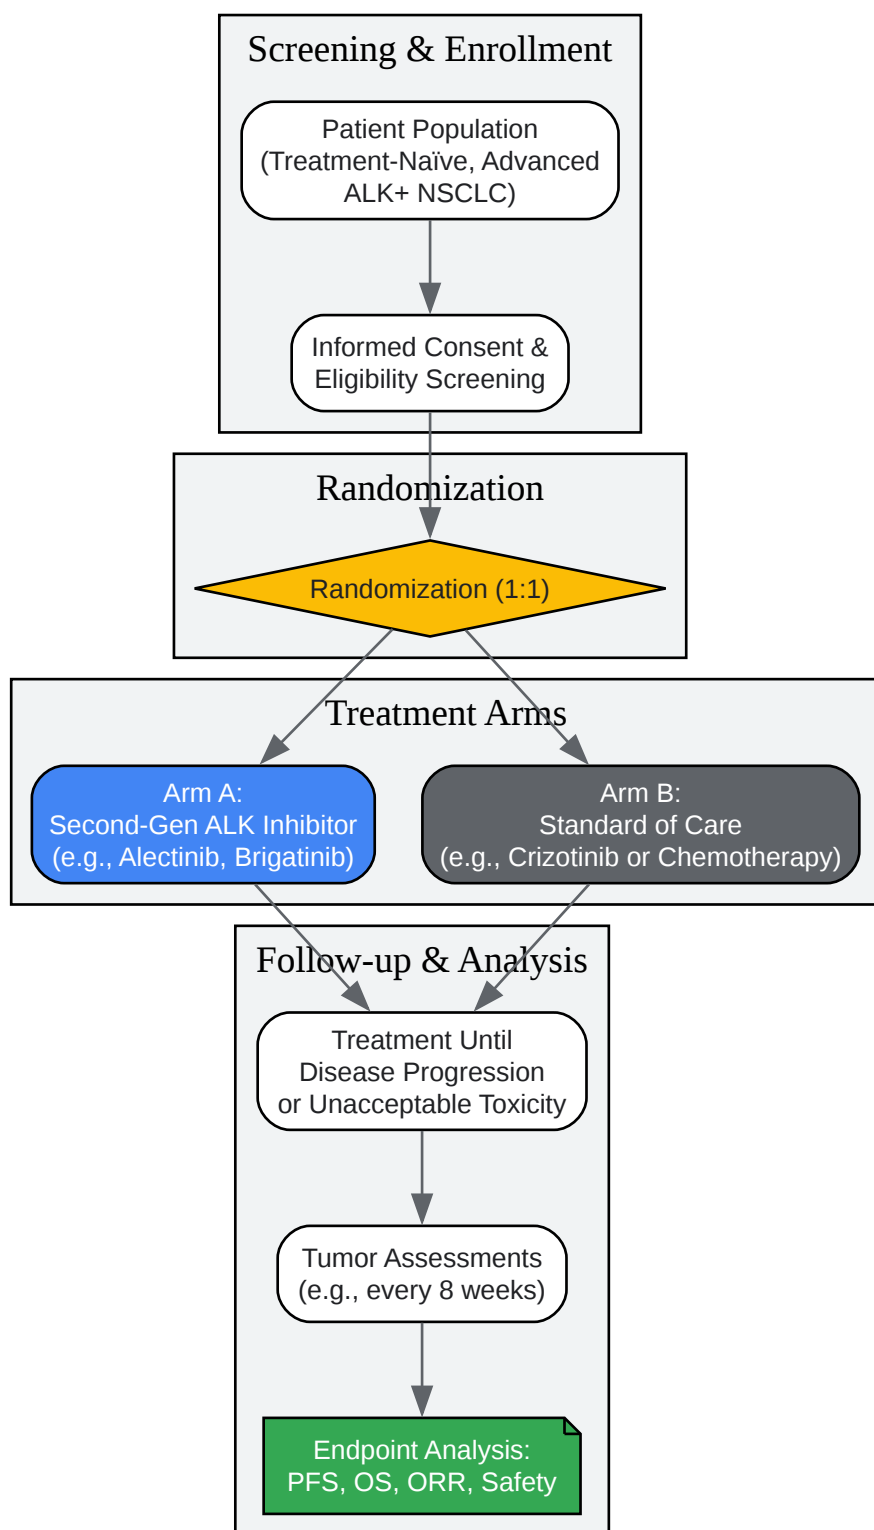 Screening & Enrollment
Patient Population
(Treatment-Naïve, Advanced
ALK+ NSCLC)
Informed Consent &
Eligibility Screening
Randomization
Randomization (1:1)
Treatment Arms
Arm A:
Second-Gen ALK Inhibitor
(e.g., Alectinib, Brigatinib)
Arm B:
Standard of Care
(e.g., Crizotinib or Chemotherapy)
Follow-up & Analysis
Treatment Until
Disease Progression
or Unacceptable Toxicity
Tumor Assessments
(e.g., every 8 weeks)
Endpoint Analysis:
PFS, OS, ORR, Safety